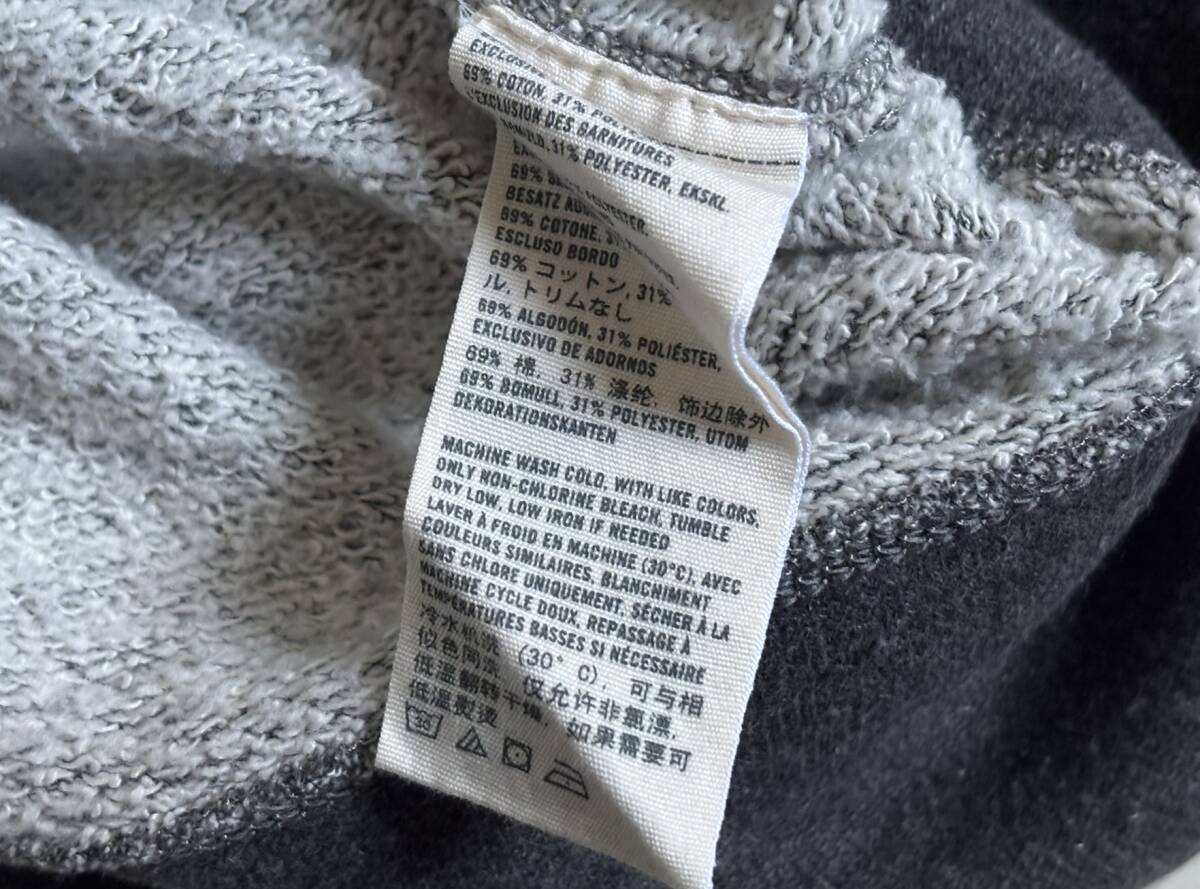 69% COTON, 31%
L'EXCLUSION DES GARNITURES
31% POLYESTER, EKSKL.
69%
BESATZ
69% COTONE,
ESCLUSO BORDO
69% コットン, 31%
ル, トリムなし
69% ALGODÓN, 31% POLIÉSTER,
EXCLUSIVO DE ADORNOS
69% 棉, 31% 涤纶, 饰边除外
69% BOMULL, 31% POLYESTER, UTOM
DEKORATIONSKANTEN
MACHINE WASH COLD, WITH LIKE COLORS,
ONLY NON-CHLORINE BLEACH, TUMBLE
DRY LOW, LOW IRON IF NEEDED
LAVER À FROID EN MACHINE (30°C), AVEC
COULEURS SIMILAIRES, BLANCHIMENT
SANS CHLORE UNIQUEMENT, SÉCHER À LA
MACHINE CYCLE DOUX, REPASSAGE À
TEMPÉRATURES BASSES SI NÉCESSAIRE
冷水机洗 (30° C), 可与相
似色同洗, 仅允许非氯漂,
低温翻转干燥, 如果需要可
低温熨烫
30